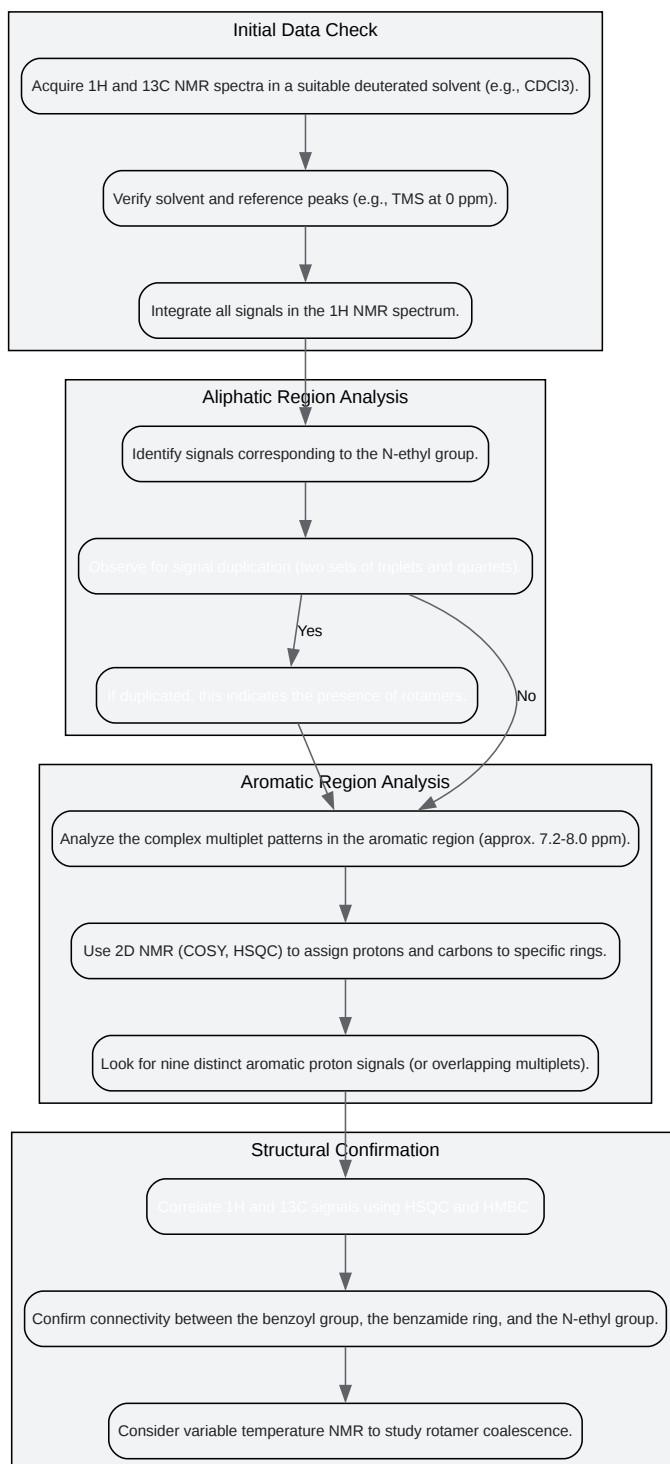 Initial Data Check
Acquire 1H and 13C NMR spectra in a suitable deuterated solvent (e.g., CDCl3).
Verify solvent and reference peaks (e.g., TMS at 0 ppm).
Integrate all signals in the 1H NMR spectrum.
Aliphatic Region Analysis
Identify signals corresponding to the N-ethyl group.
Observe for signal duplication (two sets of triplets and quartets).
Yes
If duplicated, this indicates the presence of rotamers.
No
Aromatic Region Analysis
Analyze the complex multiplet patterns in the aromatic region (approx. 7.2-8.0 ppm).
Use 2D NMR (COSY, HSQC) to assign protons and carbons to specific rings.
Look for nine distinct aromatic proton signals (or overlapping multiplets).
Structural Confirmation
Correlate 1H and 13C signals using HSQC and HMBC.
Confirm connectivity between the benzoyl group, the benzamide ring, and the N-ethyl group.
Consider variable temperature NMR to study rotamer coalescence.